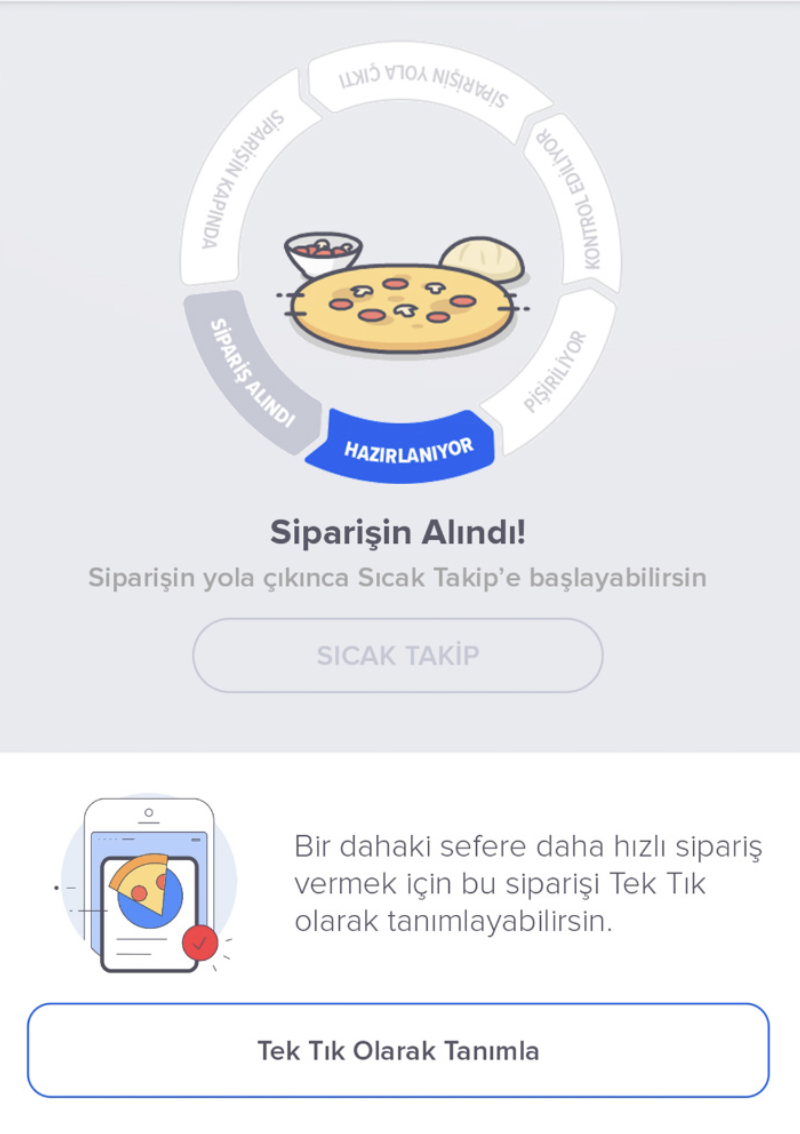 SİPARİŞ ALINDI
HAZIRLANIYOR
PİŞİRİLİYOR
KONTROL EDİLİYOR
SİPARİŞİN YOLA ÇIKTI
SİPARİŞİN KAPINDA
Siparişin Alındı!
Siparişin yola çıkınca Sıcak Takip’e başlayabilirsin
SICAK TAKİP
Bir dahaki sefere daha hızlı sipariş
vermek için bu siparişi Tek Tık
olarak tanımlayabilirsin.
Tek Tık Olarak Tanımla